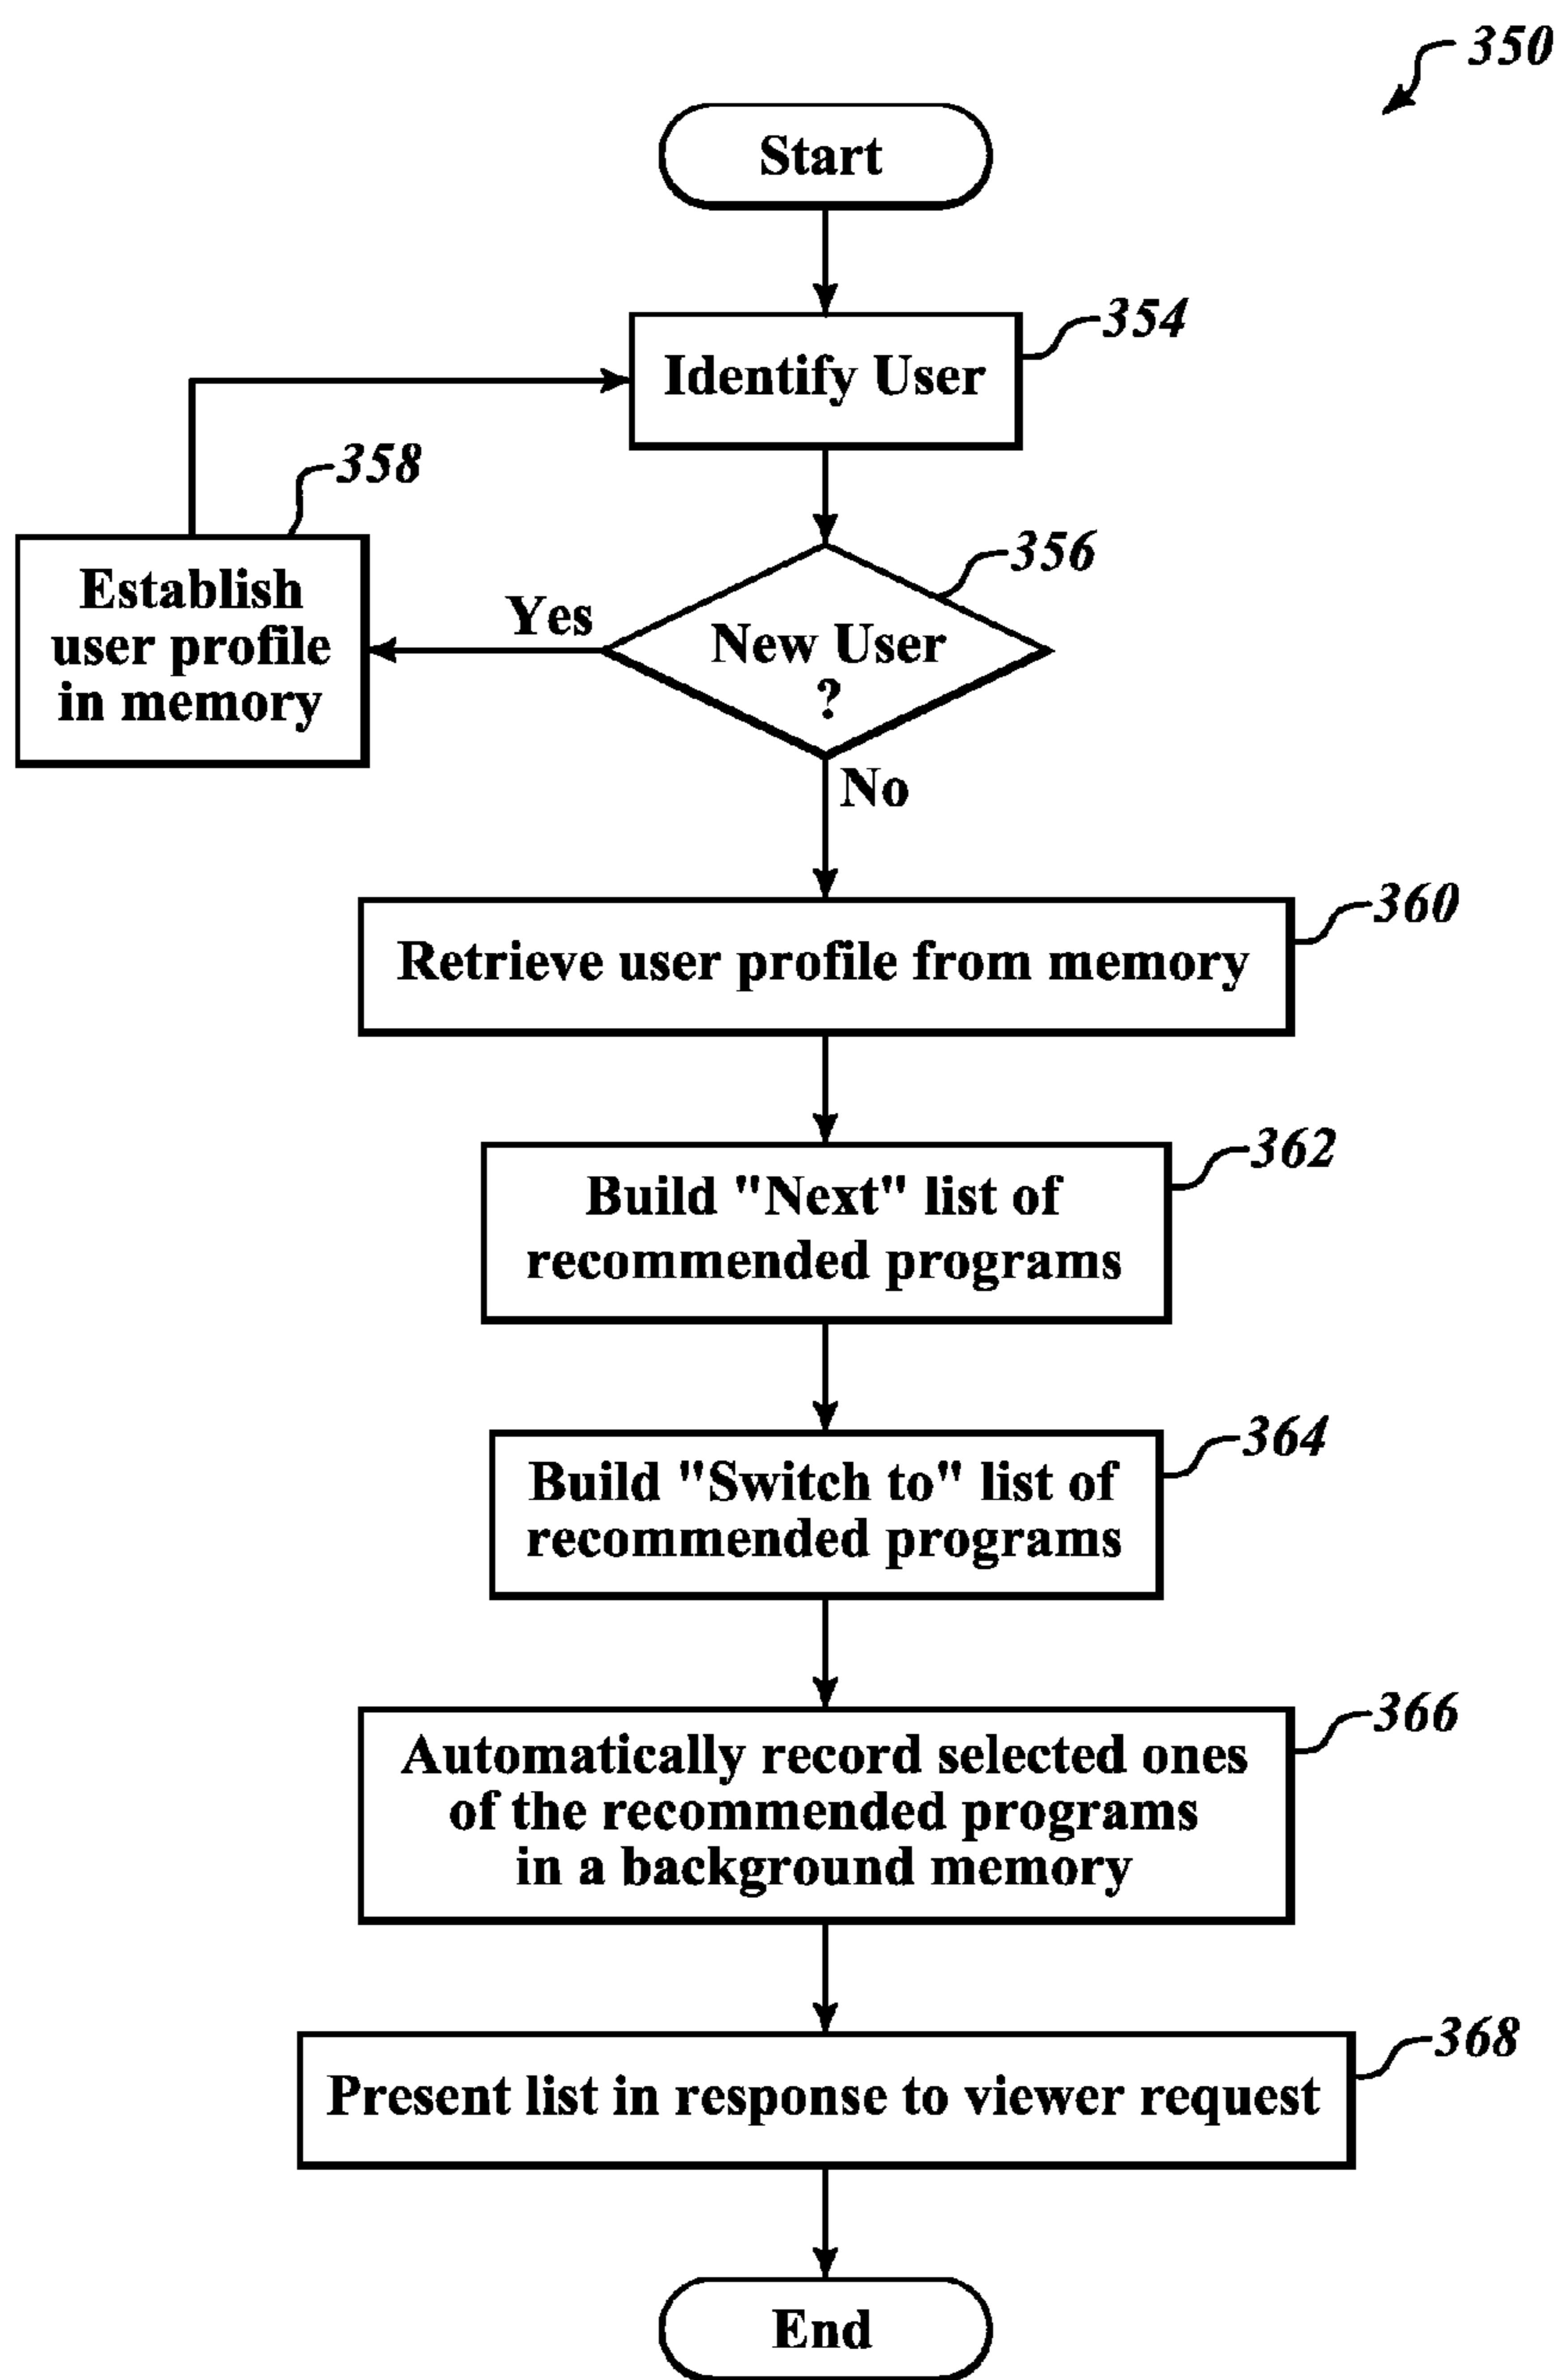 350
Start
354
Identify User
358
356
Establish
user profile
in memory
Yes
New User
?
No
360
Retrieve user profile from memory
362
Build "Next" list of
recommended programs
364
Build "Switch to" list of
recommended programs
366
Automatically record selected ones
of the recommended programs
in a background memory
368
Present list in response to viewer request
End